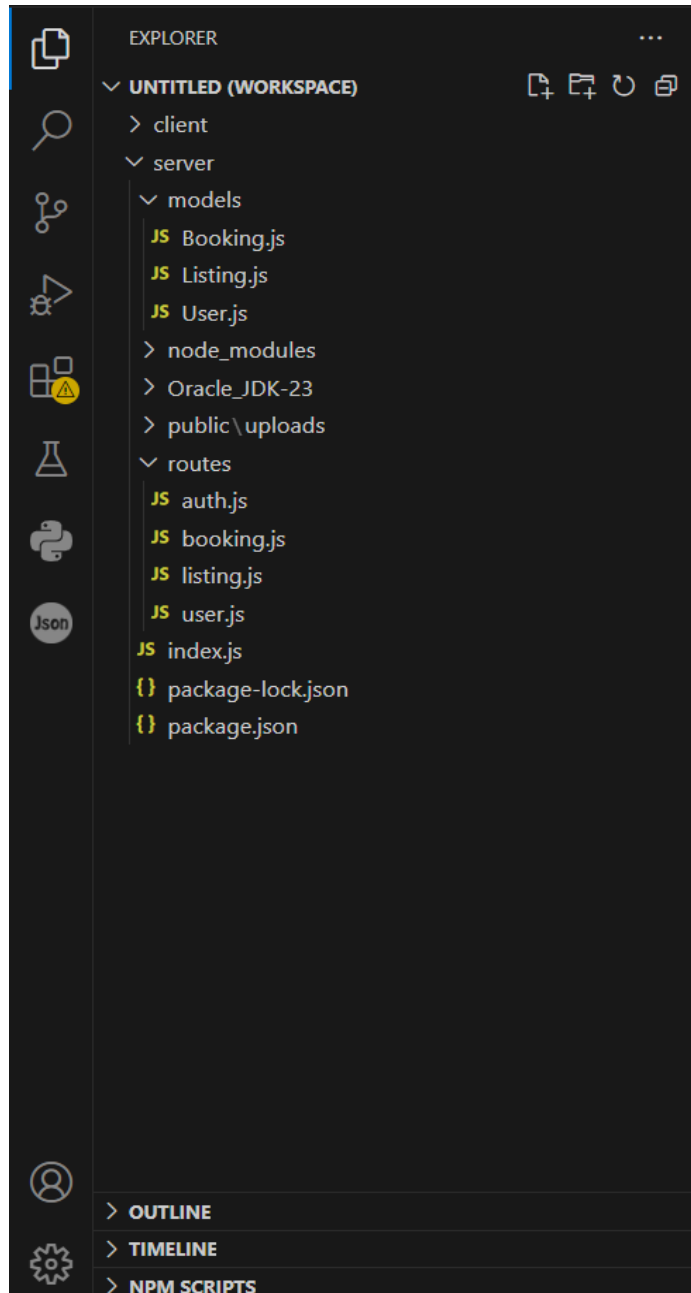 EXPLORER
UNTITLED (WORKSPACE)
client
server
models
JS Booking.js
JS Listing.js
JS User.js
node_modules
Oracle_JDK-23
public\uploads
routes
JS auth.js
JS booking.js
JS listing.js
JS user.js
JS index.js
{} package-lock.json
{} package.json
Json
OUTLINE
TIMELINE
NPM SCRIPTS